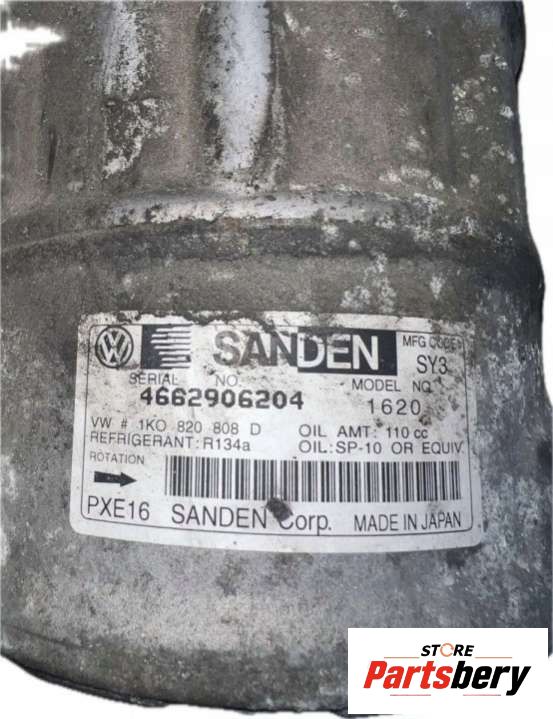 VW SANDEN MFG CODE
SY3
SERIAL NO. MODEL NO
4662906204 1620
VW # 1K0 820 808 D OIL AMT: 110 cc
REFRIGERANT: R134a OIL: SP-10 OR EQUIV.
ROTATION
PXE16 SANDEN Corp. MADE IN JAPAN
STORE
Partsbery